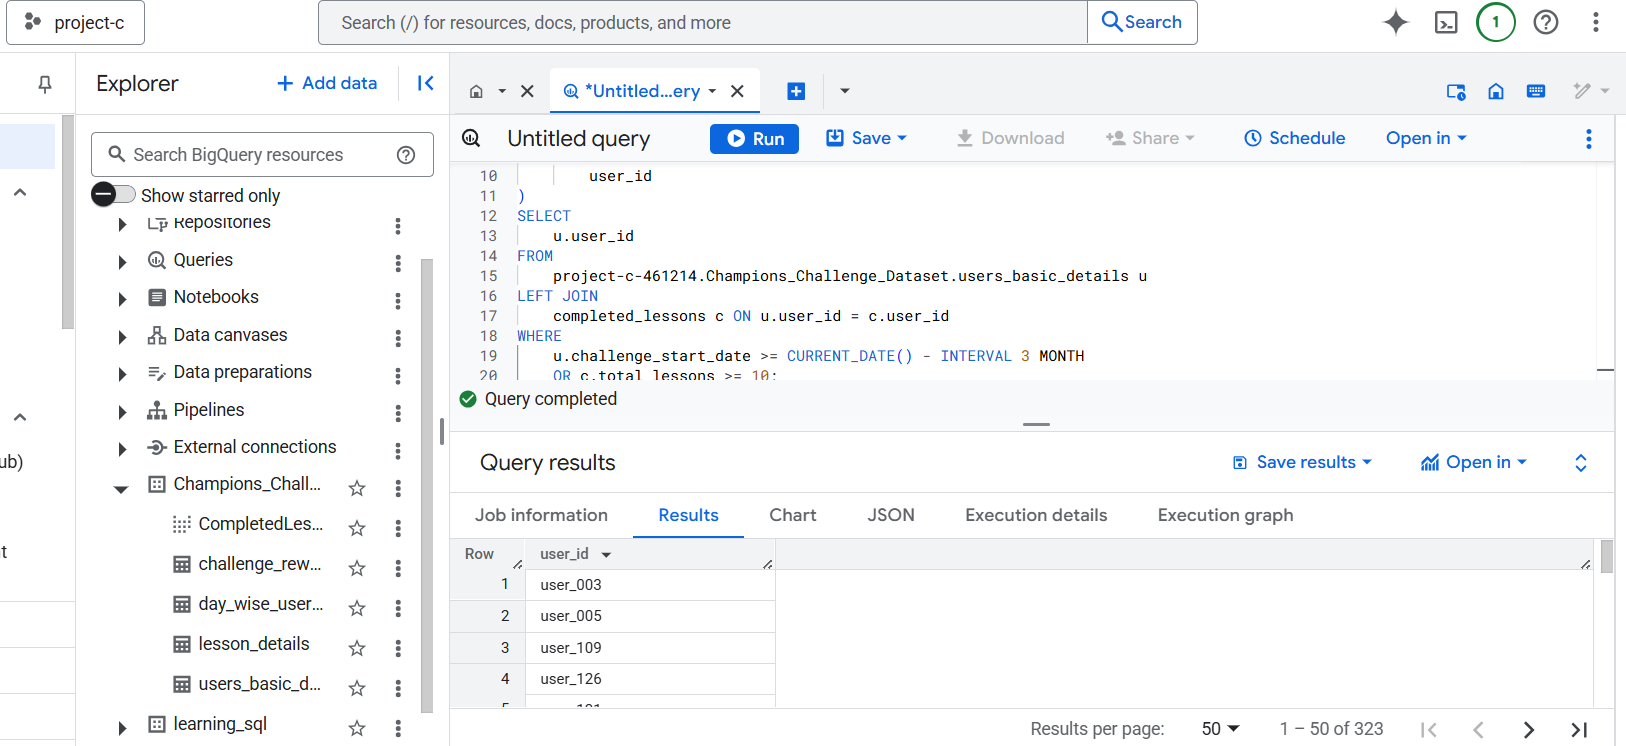 project-c
Search (/) for resources, docs, products, and more
Search
1
Explorer
+ Add data
*Untitled...ery
Search BigQuery resources
Untitled query
Run
Save
Download
Share
Schedule
Open in
Show starred only
Repositories
Queries
Notebooks
Data canvases
Data preparations
Pipelines
External connections
Champions_Chall...
CompletedLes...
challenge_rew...
day_wise_user...
lesson_details
users_basic_d...
learning_sql
ub)
t
10 user_id
11 )
12 SELECT
13 u.user_id
14 FROM
15 project-c-461214.Champions_Challenge_Dataset.users_basic_details u
16 LEFT JOIN
17 completed_lessons c ON u.user_id = c.user_id
18 WHERE
19 u.challenge_start_date >= CURRENT_DATE() - INTERVAL 3 MONTH
20 OR c.total_lessons >= 10;
Query completed
Query results
Save results
Open in
Job information
Results
Chart
JSON
Execution details
Execution graph
Row user_id
1 user_003
2 user_005
3 user_109
4 user_126
Results per page: 50 1 – 50 of 323